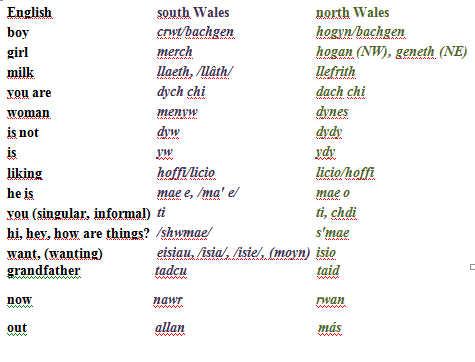 English south Wales north Wales
boy crwt/bachgen hogyn/bachgen
girl merch hogan (NW), geneth (NE)
milk llaeth, /llâth/ llefrith
you are dych chi dach chi
woman menyw dynes
is not dyw dydy
is yw ydy
liking hoffi/licio licio/hoffi
he is mae e, /ma' e/ mae o
you (singular, informal) ti ti, chdi
hi, hey, how are things? /shwmae/ s'mae
want, (wanting) eisiau, /isia/, /isie/, (moyn) isio
grandfather tadcu taid
now nawr rwan
out allan más